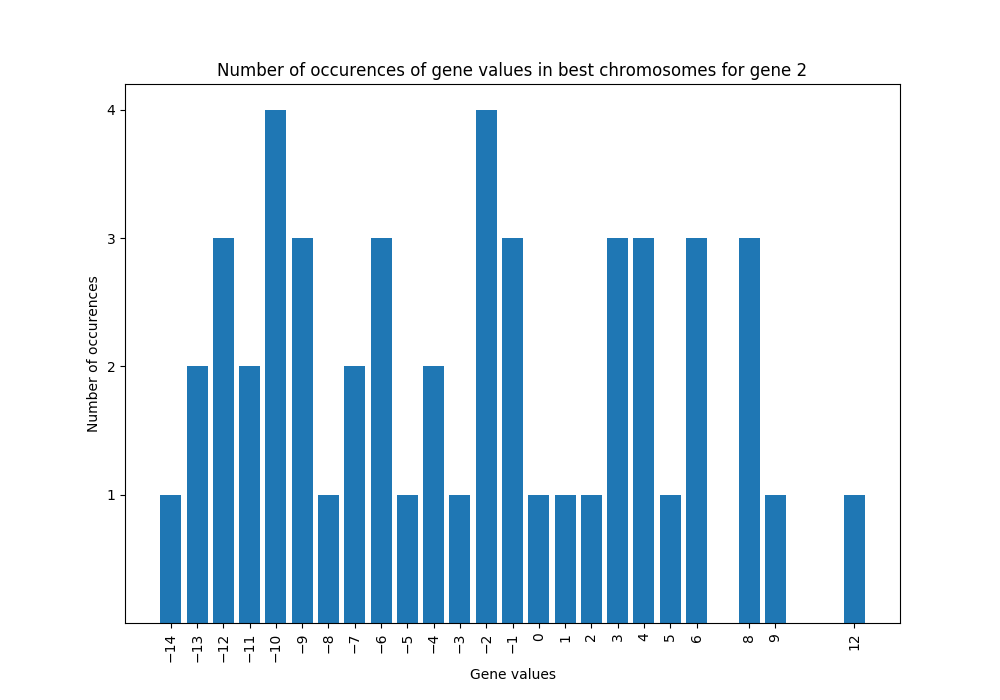 Number of occurences of gene values in best chromosomes for gene 2
4
3
2
1
Number of occurences
−14 −13 −12 −11 −10 −9 −8 −7 −6 −5 −4 −3 −2 −1 0 1 2 3 4 5 6 8 9 12
Gene values